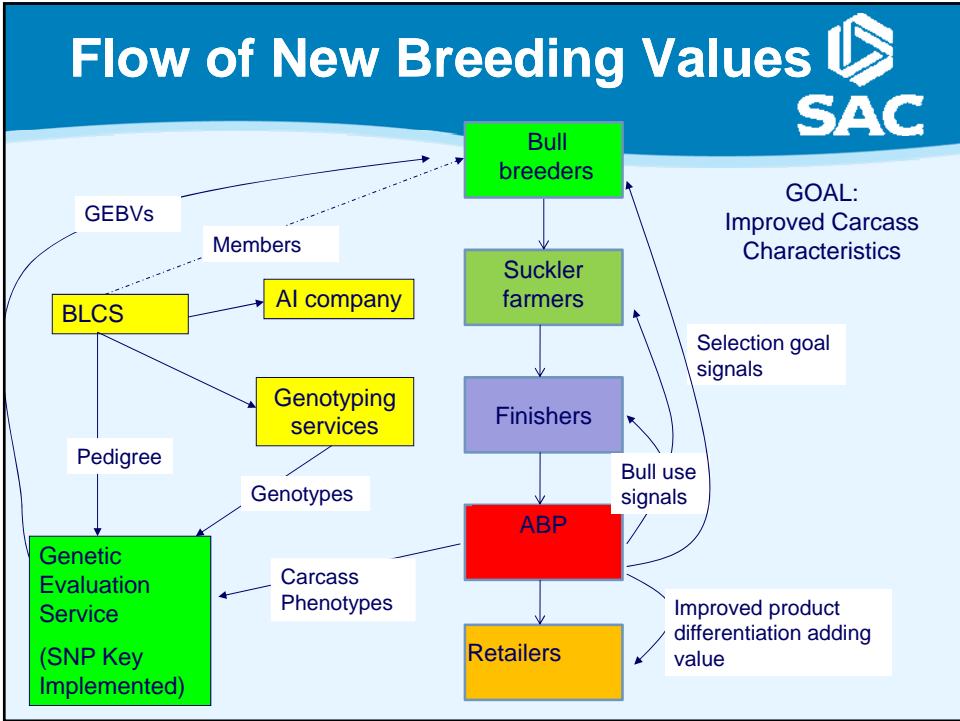 Flow of New Breeding Values
SAC
Bull
breeders
GOAL:
Improved Carcass
Characteristics
GEBVs
Members
Suckler
farmers
AI company
BLCS
Selection goal
signals
Genotyping
services
Finishers
Pedigree
Bull use
signals
Genotypes
ABP
Genetic
Evaluation
Service
(SNP Key
Implemented)
Carcass
Phenotypes
Improved product
differentiation adding
value
Retailers